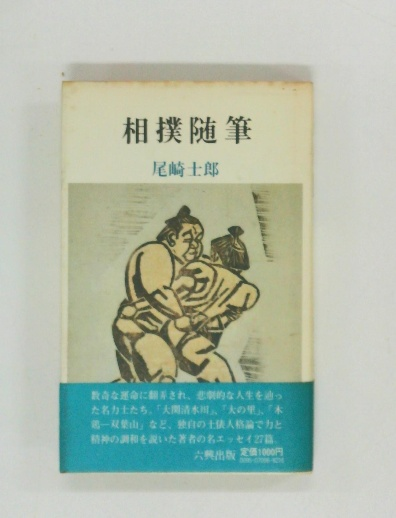 相撲随筆
尾崎士郎
数奇な運命に翻弄され、悲劇的な人生を辿っ
た名力士たち。「大関清水川」、「大の里」、「木
鶏―双葉山」など、独自の土俵人格論で力と
精神の調和を説いた著者の名エッセイ27篇。
六興出版 定価1000円